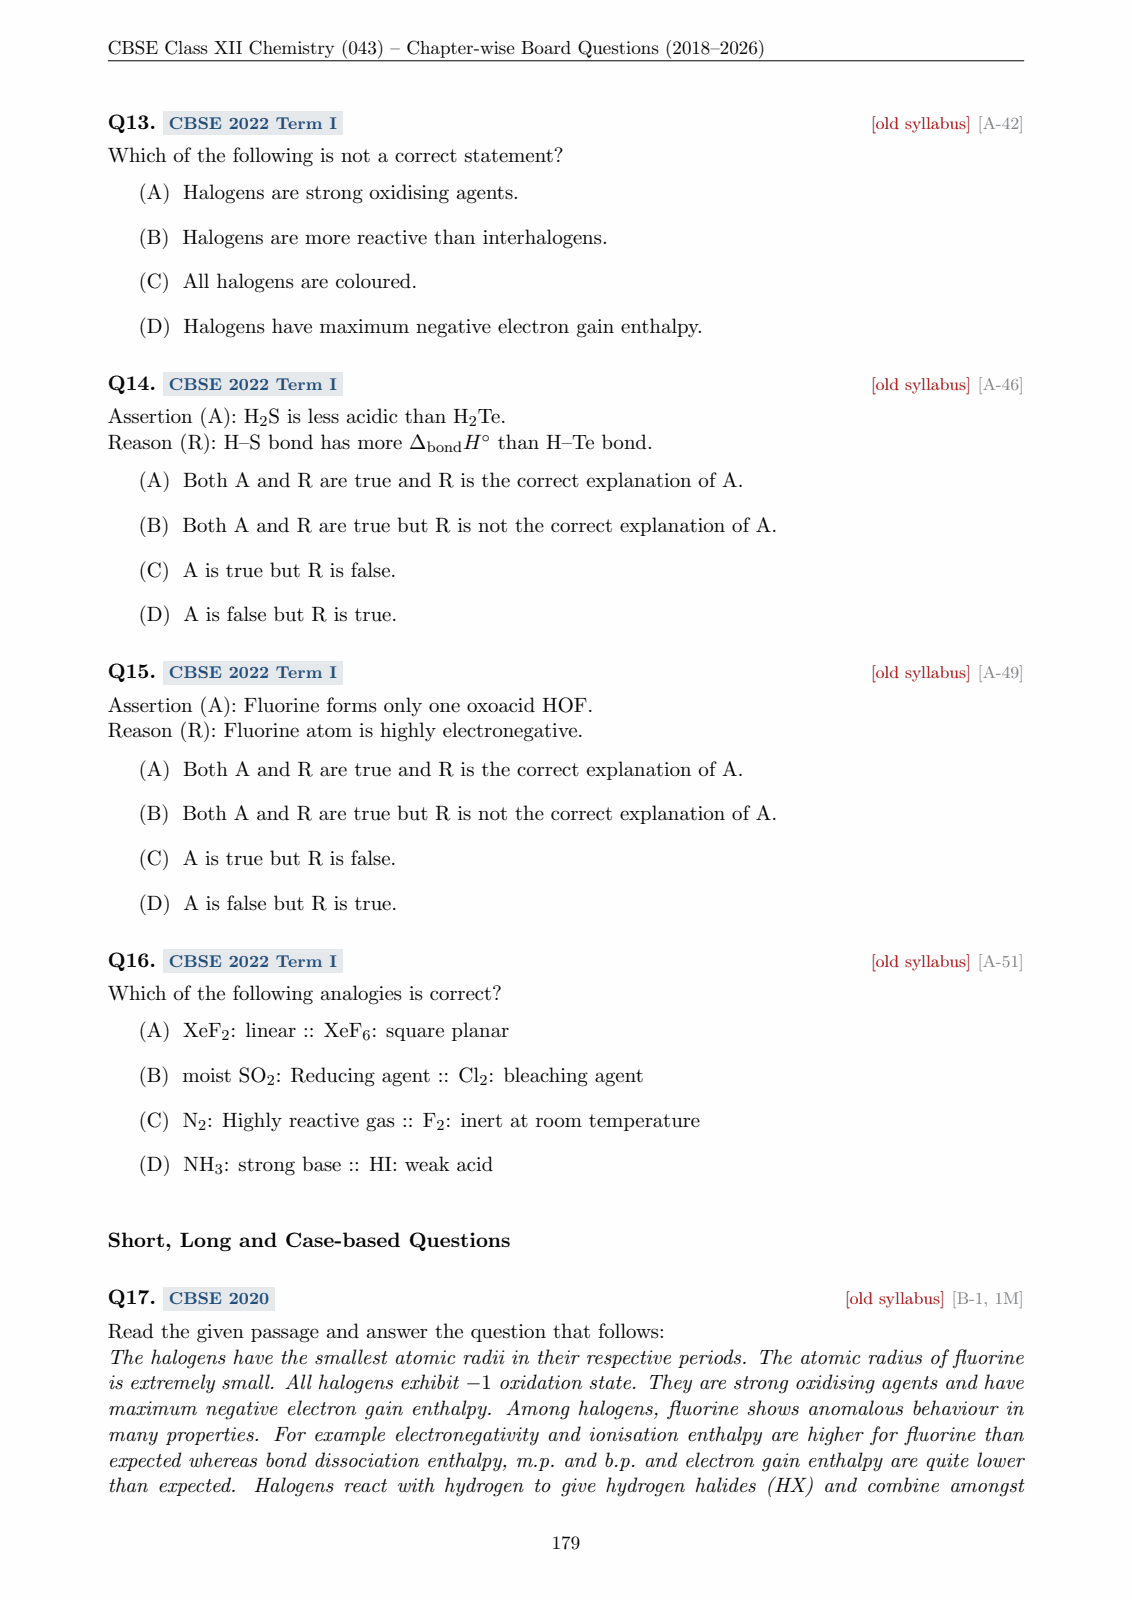 CBSE Class XII Chemistry (043) – Chapter-wise Board Questions (2018–2026)
Q13. CBSE 2022 Term I [old syllabus] [A-42]
Which of the following is not a correct statement?
(A) Halogens are strong oxidising agents.
(B) Halogens are more reactive than interhalogens.
(C) All halogens are coloured.
(D) Halogens have maximum negative electron gain enthalpy.
Q14. CBSE 2022 Term I [old syllabus] [A-46]
Assertion (A): H₂S is less acidic than H₂Te.
Reason (R): H–S bond has more Δ_bond H° than H–Te bond.
(A) Both A and R are true and R is the correct explanation of A.
(B) Both A and R are true but R is not the correct explanation of A.
(C) A is true but R is false.
(D) A is false but R is true.
Q15. CBSE 2022 Term I [old syllabus] [A-49]
Assertion (A): Fluorine forms only one oxoacid HOF.
Reason (R): Fluorine atom is highly electronegative.
(A) Both A and R are true and R is the correct explanation of A.
(B) Both A and R are true but R is not the correct explanation of A.
(C) A is true but R is false.
(D) A is false but R is true.
Q16. CBSE 2022 Term I [old syllabus] [A-51]
Which of the following analogies is correct?
(A) XeF₂: linear :: XeF₆: square planar
(B) moist SO₂: Reducing agent :: Cl₂: bleaching agent
(C) N₂: Highly reactive gas :: F₂: inert at room temperature
(D) NH₃: strong base :: HI: weak acid
Short, Long and Case-based Questions
Q17. CBSE 2020 [old syllabus] [B-1, 1M]
Read the given passage and answer the question that follows:
The halogens have the smallest atomic radii in their respective periods. The atomic radius of fluorine
is extremely small. All halogens exhibit −1 oxidation state. They are strong oxidising agents and have
maximum negative electron gain enthalpy. Among halogens, fluorine shows anomalous behaviour in
many properties. For example electronegativity and ionisation enthalpy are higher for fluorine than
expected whereas bond dissociation enthalpy, m.p. and b.p. and electron gain enthalpy are quite lower
than expected. Halogens react with hydrogen to give hydrogen halides (HX) and combine amongst
179